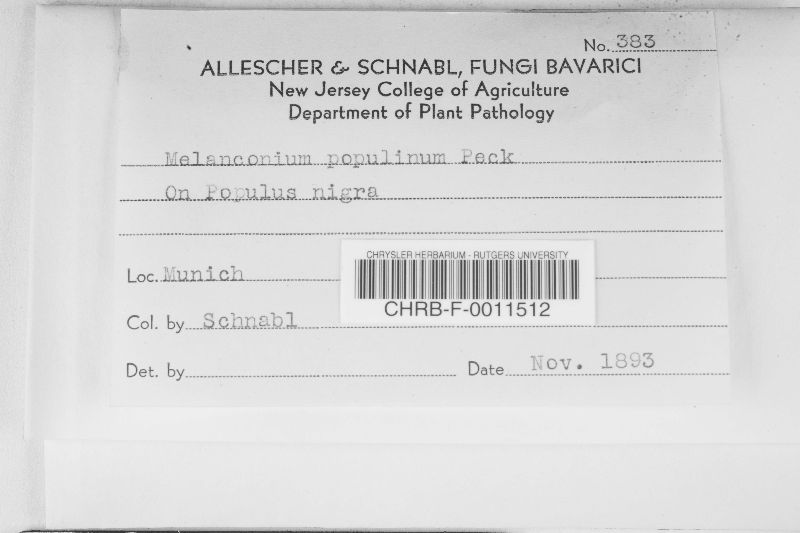 No. 383
ALLESCHER & SCHNABL, FUNGI BAVARICI
New Jersey College of Agriculture
Department of Plant Pathology
Melanconium populinum Peck
On Populus nigra
CHRYSLER HERBARIUM - RUTGERS UNIVERSITY
Loc. Munich
CHRB-F-0011512
Col. by Schnabl
Det. by
Date Nov. 1893